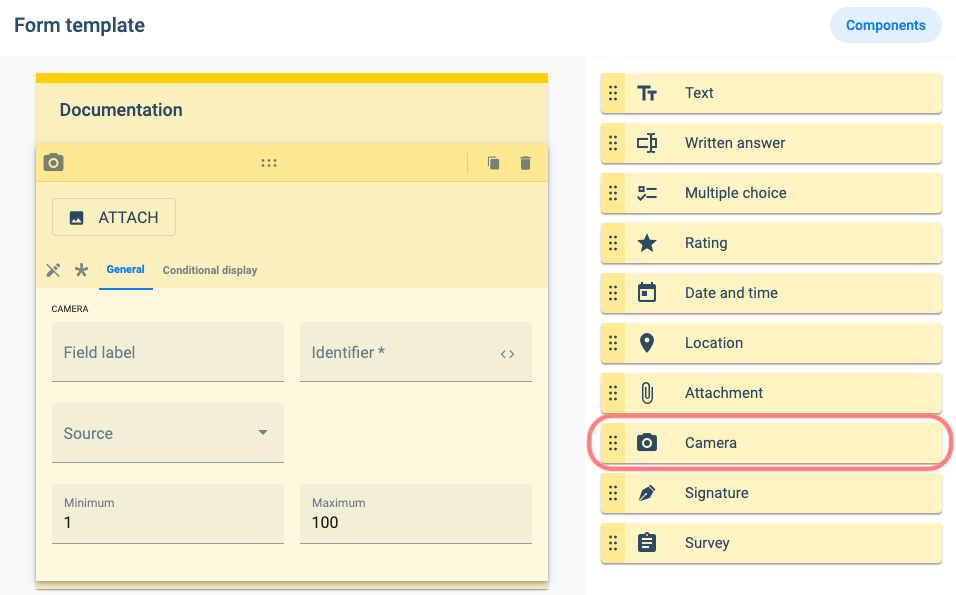 Form template
Components
Documentation
ATTACH
General
Conditional display
CAMERA
Field label
Identifier *
Source
Minimum
1
Maximum
100
Text
Written answer
Multiple choice
Rating
Date and time
Location
Attachment
Camera
Signature
Survey